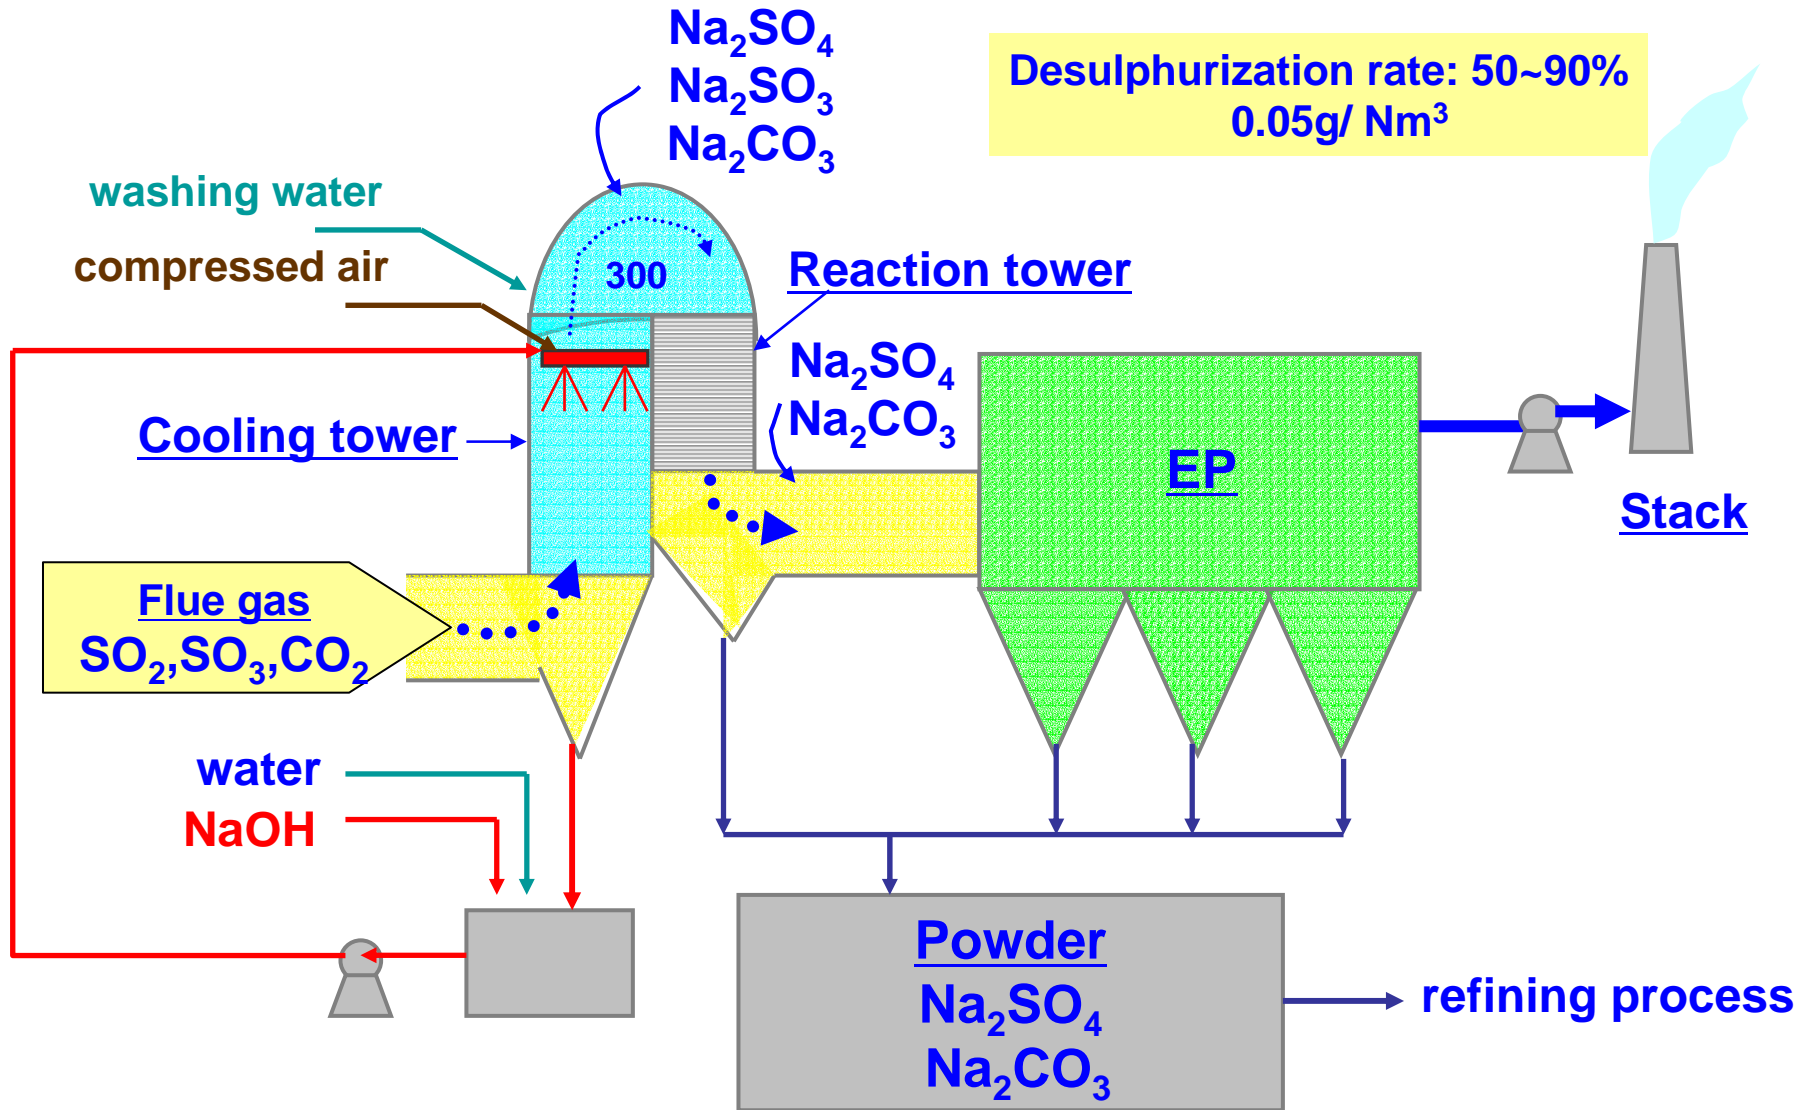 Na₂SO₄
Na₂SO₃
Na₂CO₃
Desulphurization rate: 50~90%
0.05g/ Nm³
washing water
compressed air
300
Reaction tower
Na₂SO₄
Na₂CO₃
Cooling tower
EP
Stack
Flue gas
SO₂,SO₃,CO₂
water
NaOH
Powder
Na₂SO₄
Na₂CO₃
refining process